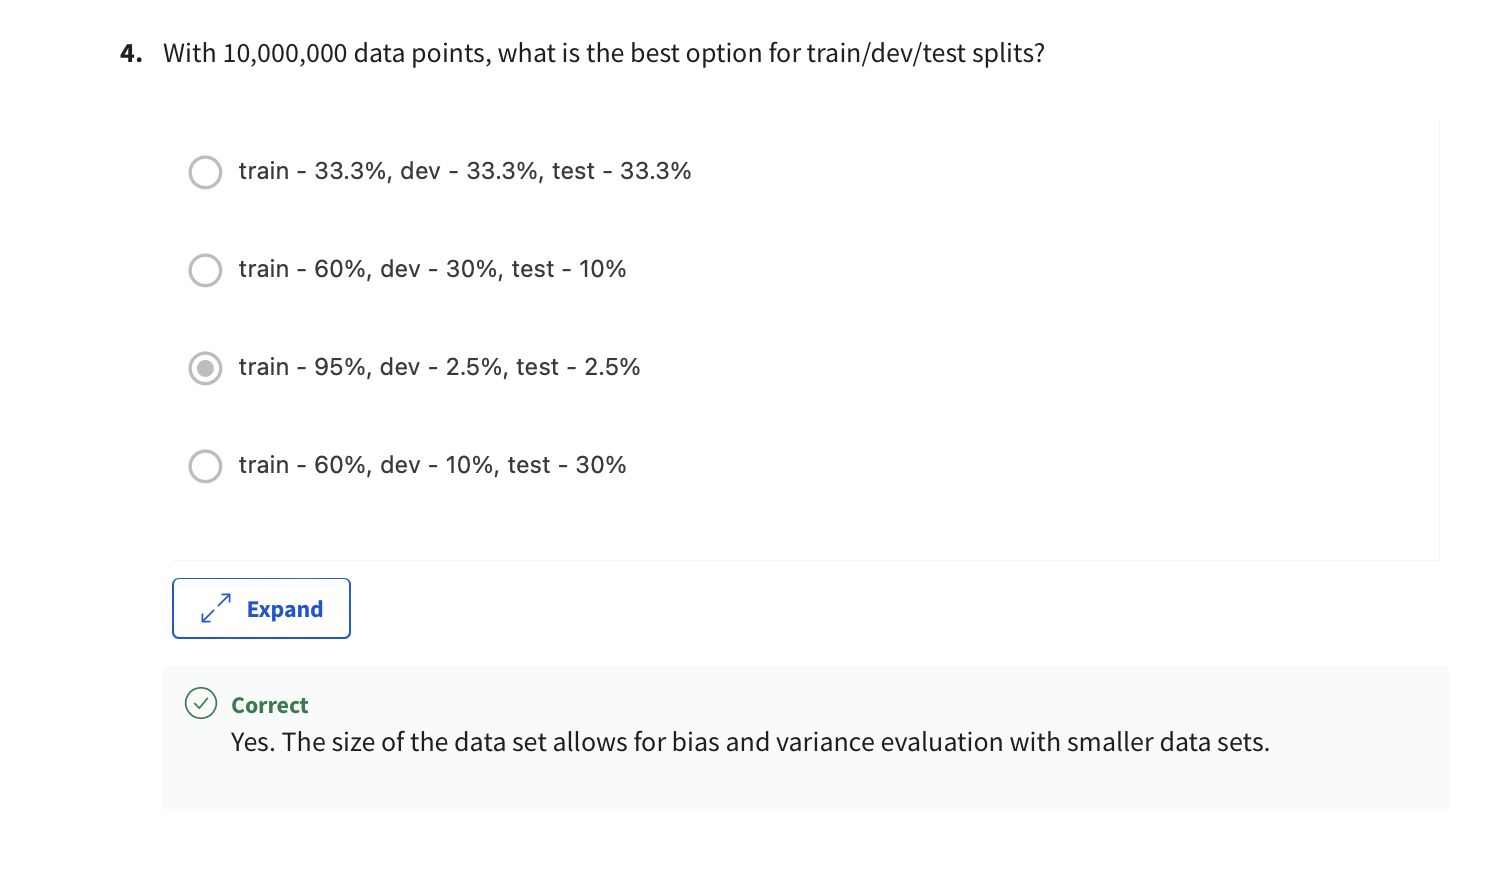 4. With 10,000,000 data points, what is the best option for train/dev/test splits?
train - 33.3%, dev - 33.3%, test - 33.3%
train - 60%, dev - 30%, test - 10%
train - 95%, dev - 2.5%, test - 2.5%
train - 60%, dev - 10%, test - 30%
Expand
Correct
Yes. The size of the data set allows for bias and variance evaluation with smaller data sets.